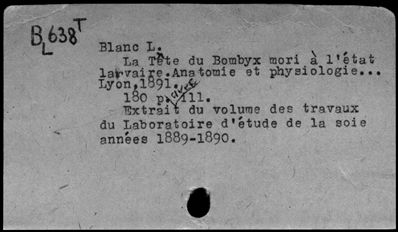 BL638T
Blanc L.
La Tête du Bombyx mori à l'état
larvaire.Anatomie et physiologie...
Lyon,1891.
180 p. ill.
Extrait du volume des travaux
du Laboratoire d'étude de la soie
années 1889-1890.